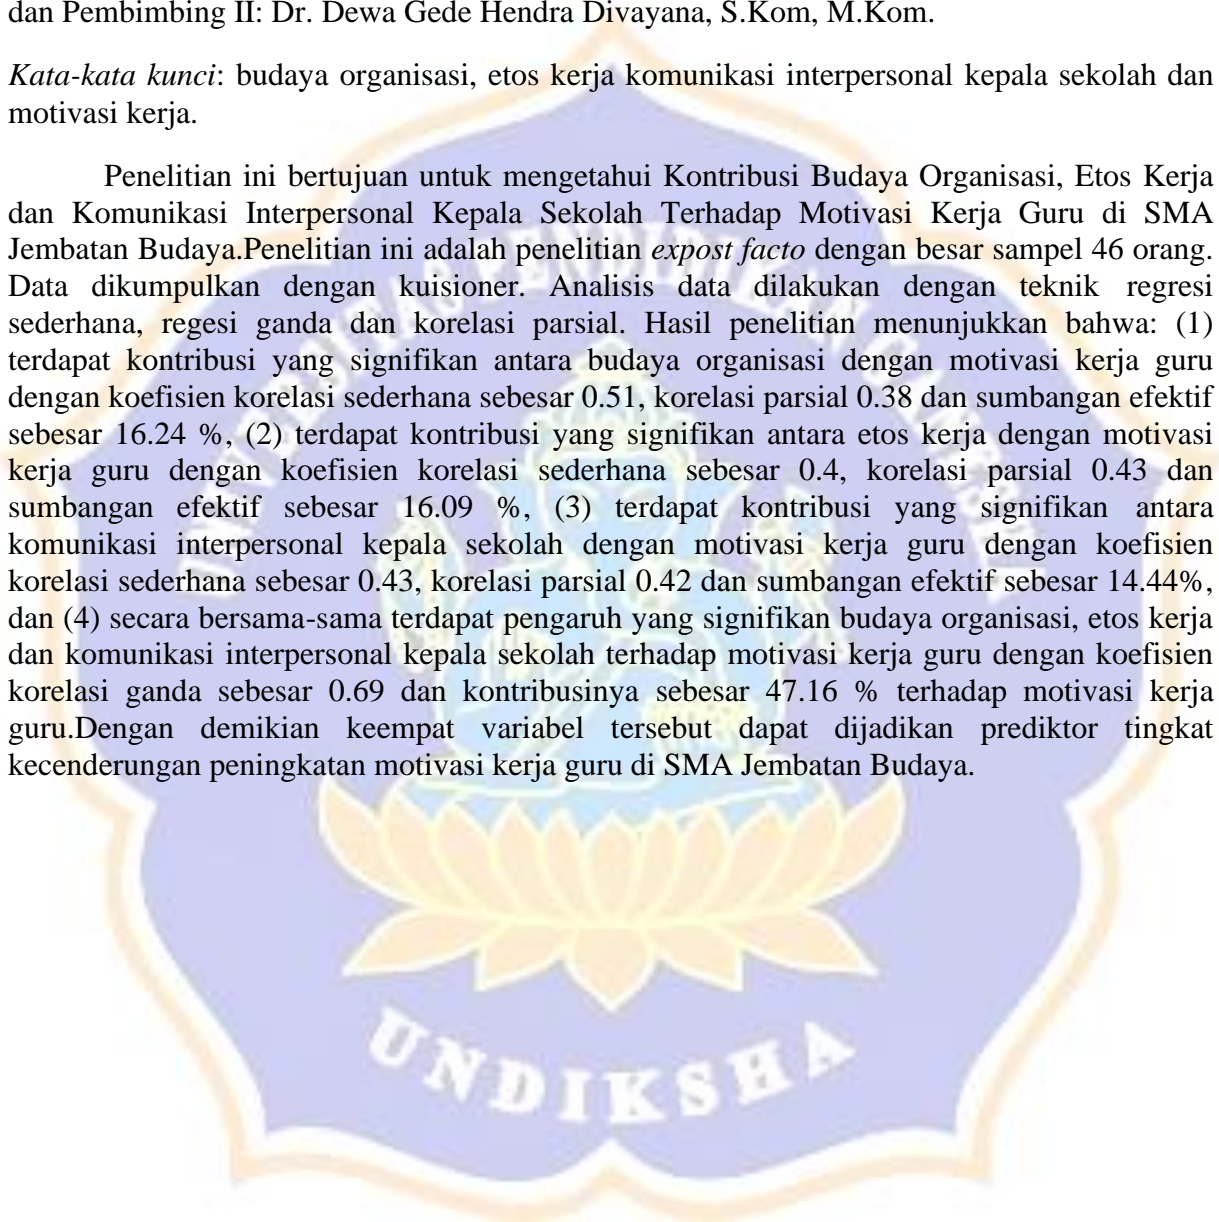 dan Pembimbing II: Dr. Dewa Gede Hendra Divayana, S.Kom, M.Kom.
Kata-kata kunci: budaya organisasi, etos kerja komunikasi interpersonal kepala sekolah dan
motivasi kerja.
Penelitian ini bertujuan untuk mengetahui Kontribusi Budaya Organisasi, Etos Kerja
dan Komunikasi Interpersonal Kepala Sekolah Terhadap Motivasi Kerja Guru di SMA
Jembatan Budaya.Penelitian ini adalah penelitian expost facto dengan besar sampel 46 orang.
Data dikumpulkan dengan kuisioner. Analisis data dilakukan dengan teknik regresi
sederhana, regesi ganda dan korelasi parsial. Hasil penelitian menunjukkan bahwa: (1)
terdapat kontribusi yang signifikan antara budaya organisasi dengan motivasi kerja guru
dengan koefisien korelasi sederhana sebesar 0.51, korelasi parsial 0.38 dan sumbangan efektif
sebesar 16.24 %, (2) terdapat kontribusi yang signifikan antara etos kerja dengan motivasi
kerja guru dengan koefisien korelasi sederhana sebesar 0.4, korelasi parsial 0.43 dan
sumbangan efektif sebesar 16.09 %, (3) terdapat kontribusi yang signifikan antara
komunikasi interpersonal kepala sekolah dengan motivasi kerja guru dengan koefisien
korelasi sederhana sebesar 0.43, korelasi parsial 0.42 dan sumbangan efektif sebesar 14.44%,
dan (4) secara bersama-sama terdapat pengaruh yang signifikan budaya organisasi, etos kerja
dan komunikasi interpersonal kepala sekolah terhadap motivasi kerja guru dengan koefisien
korelasi ganda sebesar 0.69 dan kontribusinya sebesar 47.16 % terhadap motivasi kerja
guru.Dengan demikian keempat variabel tersebut dapat dijadikan prediktor tingkat
kecenderungan peningkatan motivasi kerja guru di SMA Jembatan Budaya.
UNDIKSHA